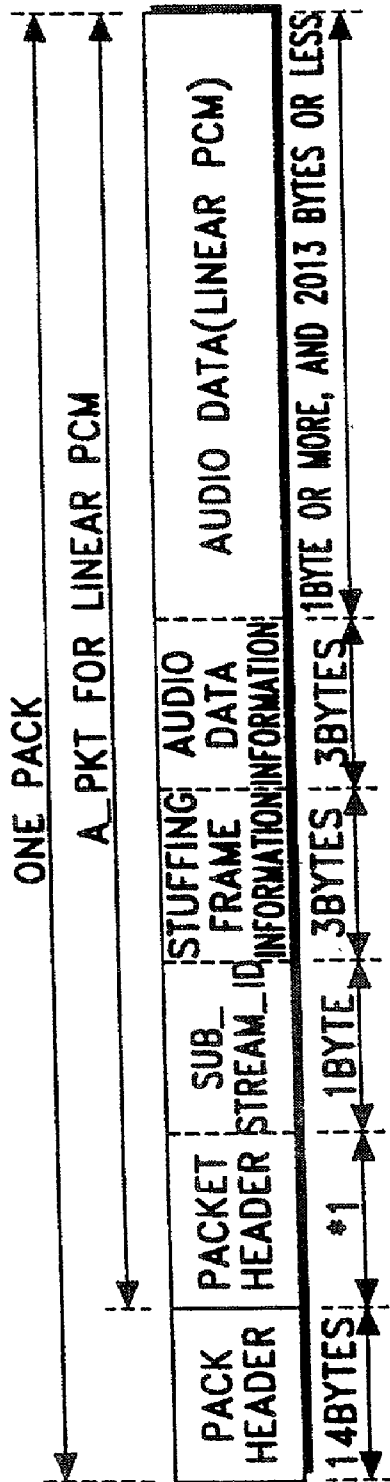 ONE PACK
A_PKT FOR LINEAR PCM
PACK
HEADER
PACKET
HEADER
SUB_
STREAM_ID
STUFFING
FRAME
INFORMATION
AUDIO
DATA
INFORMATION
AUDIO DATA(LINEAR PCM)
14BYTES
*1
1BYTE
3BYTES
3BYTES
1BYTE OR MORE, AND 2013 BYTES OR LESS